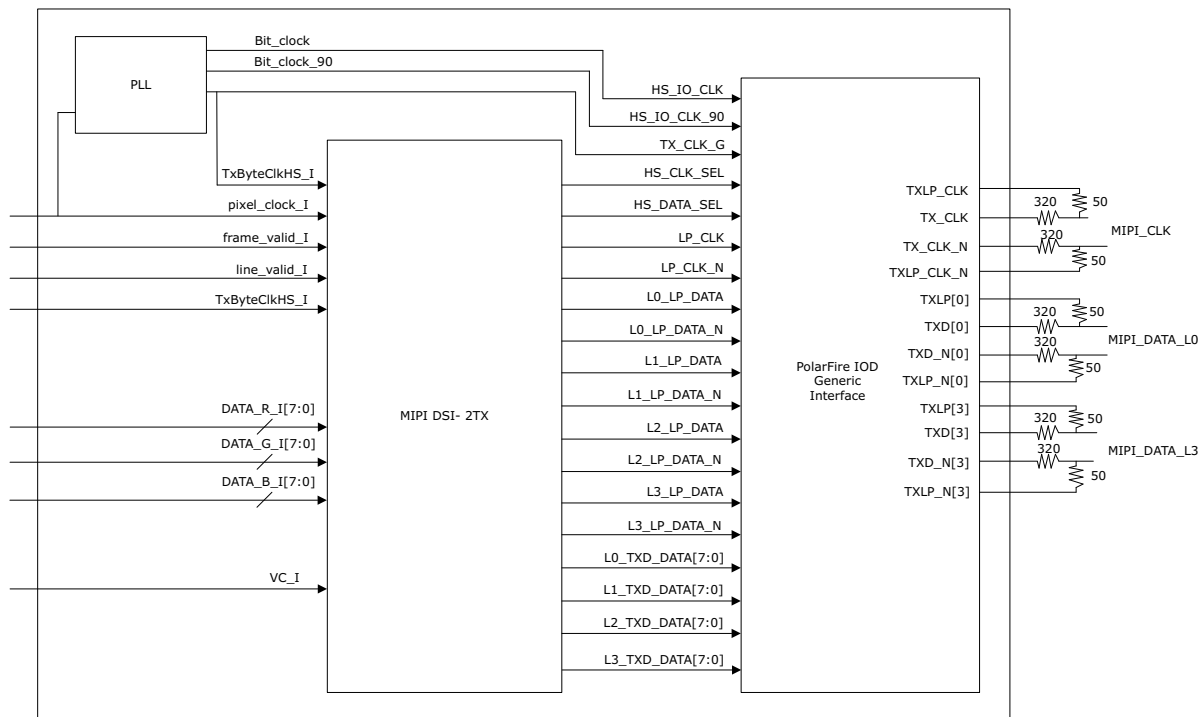 Bit_clock
Bit_clock_90
PLL
HS_IO_CLK
HS_IO_CLK_90
TX_CLK_G
TxByteClkHS_I
HS_CLK_SEL
pixel_clock_I
HS_DATA_SEL
frame_valid_I
LP_CLK
line_valid_I
LP_CLK_N
TxByteClkHS_I
L0_LP_DATA
L0_LP_DATA_N
L1_LP_DATA
L1_LP_DATA_N
L2_LP_DATA
L2_LP_DATA_N
L3_LP_DATA
L3_LP_DATA_N
L0_TXD_DATA[7:0]
L1_TXD_DATA[7:0]
L2_TXD_DATA[7:0]
L3_TXD_DATA[7:0]
DATA_R_I[7:0]
DATA_G_I[7:0]
DATA_B_I[7:0]
VC_I
MIPI DSI- 2TX
PolarFire IOD
Generic
Interface
TXLP_CLK
TX_CLK
TX_CLK_N
TXLP_CLK_N
TXLP[0]
TXD[0]
TXD_N[0]
TXLP_N[0]
TXLP[3]
TXD[3]
TXD_N[3]
TXLP_N[3]
320
50
320
50
MIPI_CLK
320
50
320
50
MIPI_DATA_L0
320
50
320
50
MIPI_DATA_L3